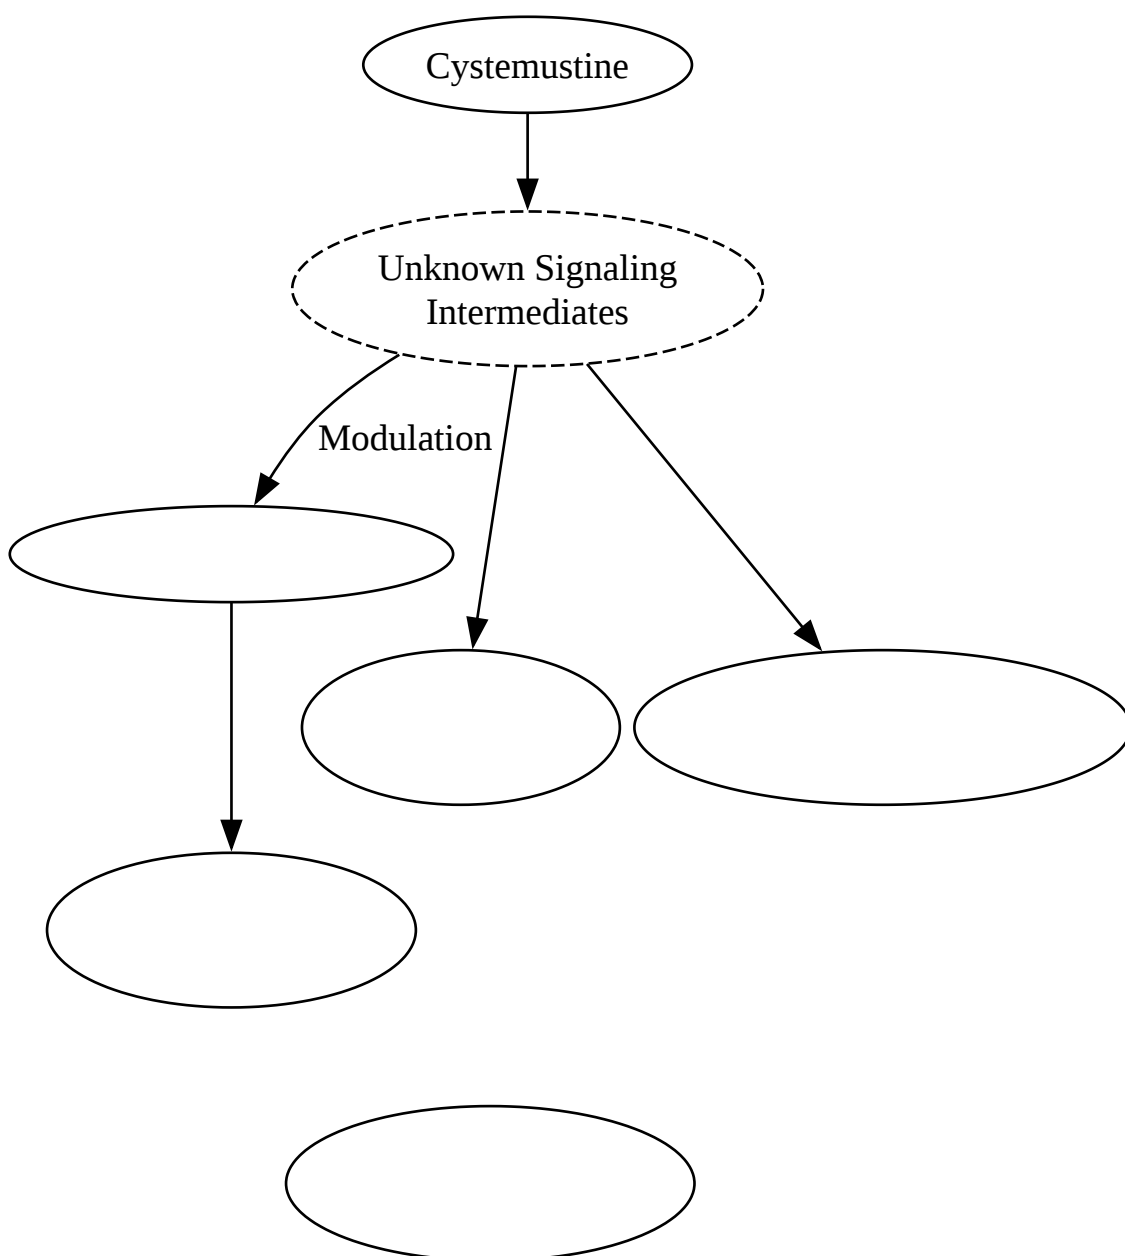 Cystemustine
Unknown Signaling
Intermediates
Modulation